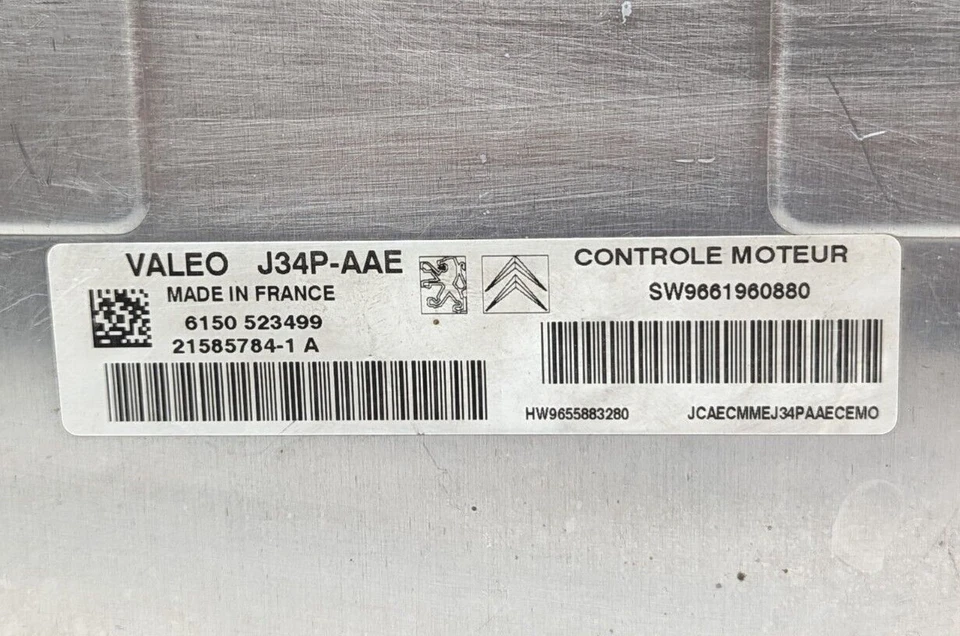 VALEO J34P-AAE
MADE IN FRANCE
6150 523499
21585784-1 A
CONTROLE MOTEUR
SW9661960880
HW9655883280
JCAECMMEJ34PAAECEMO